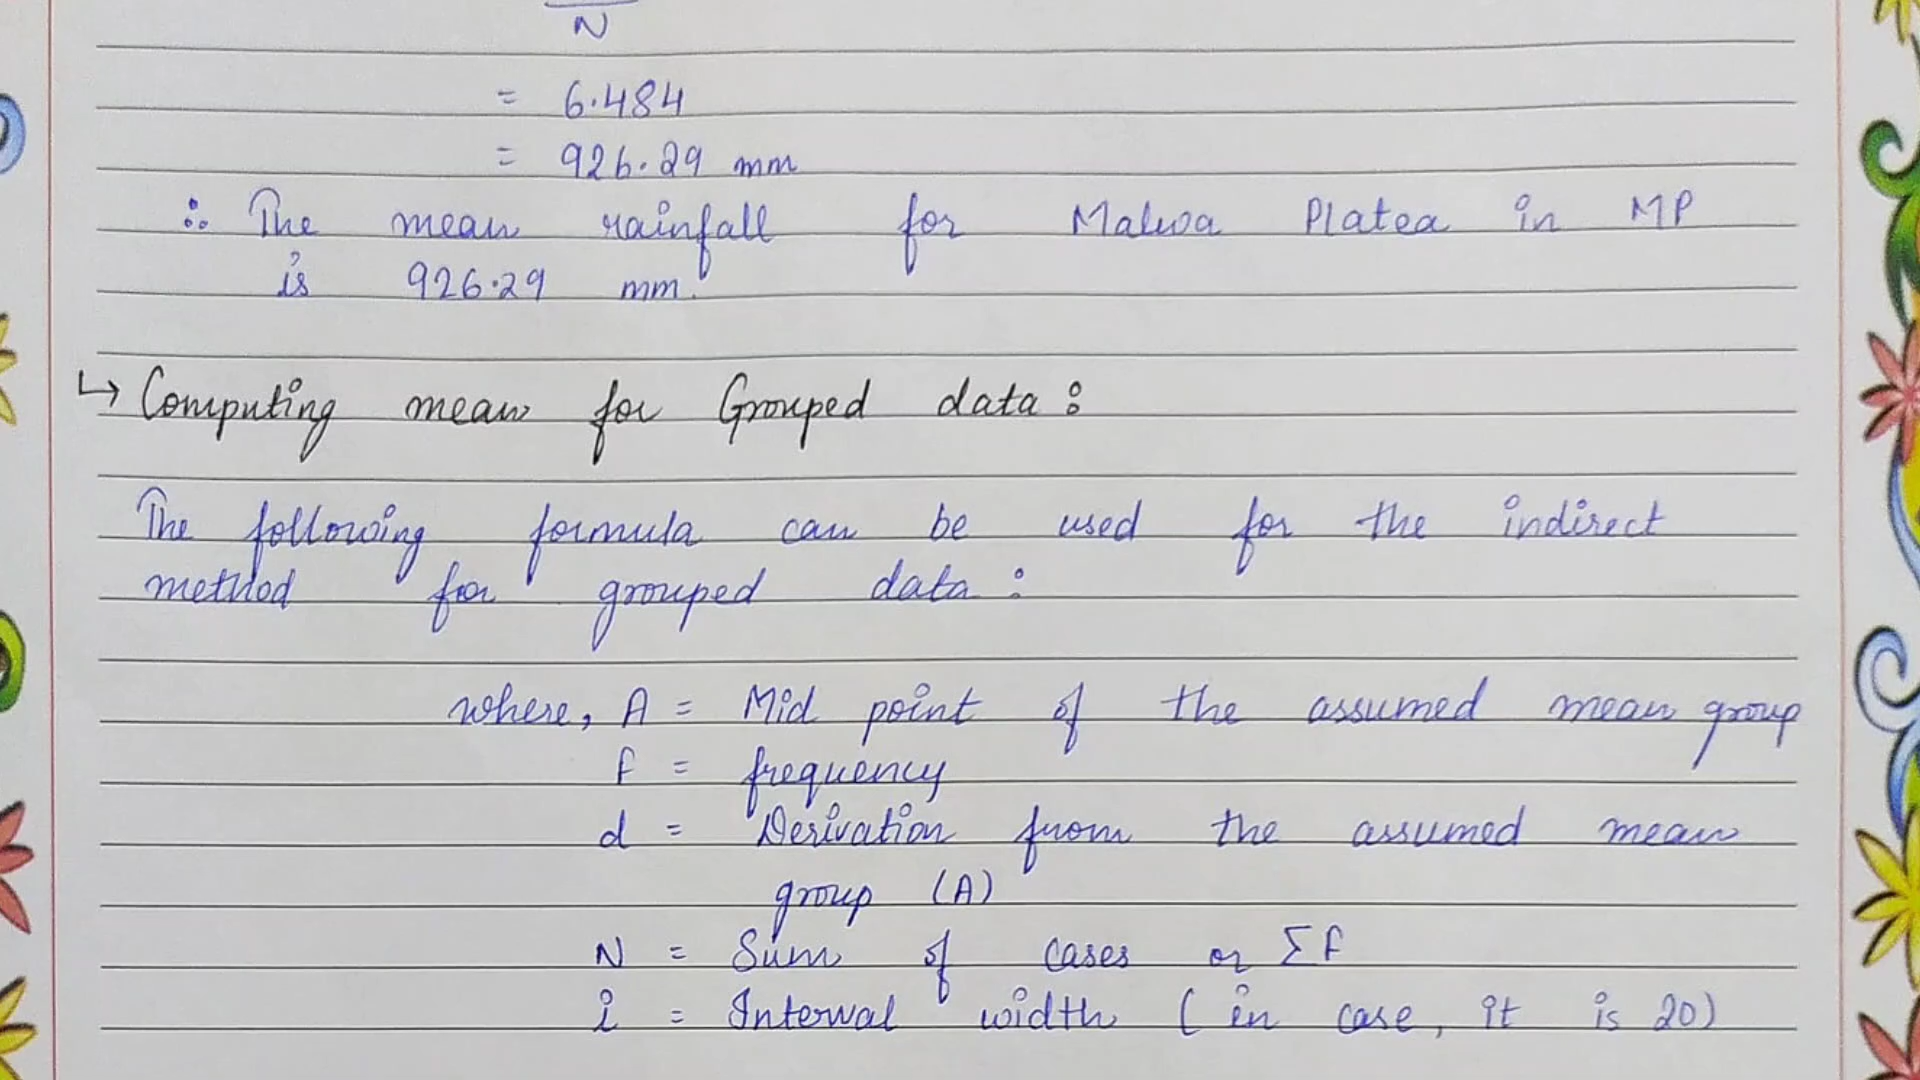 N
= 6.484
= 926.29 mm
∴ The mean rainfall for Malwa Platea in MP
is 926.29 mm.
↳ Computing mean for Grouped data:
The following formula can be used for the indirect
method for grouped data:
where, A = Mid point of the assumed mean group
f = frequency
d = Derivation from the assumed mean
group (A)
N = Sum of cases or Σf
i = Interval width (in case, it is 20)